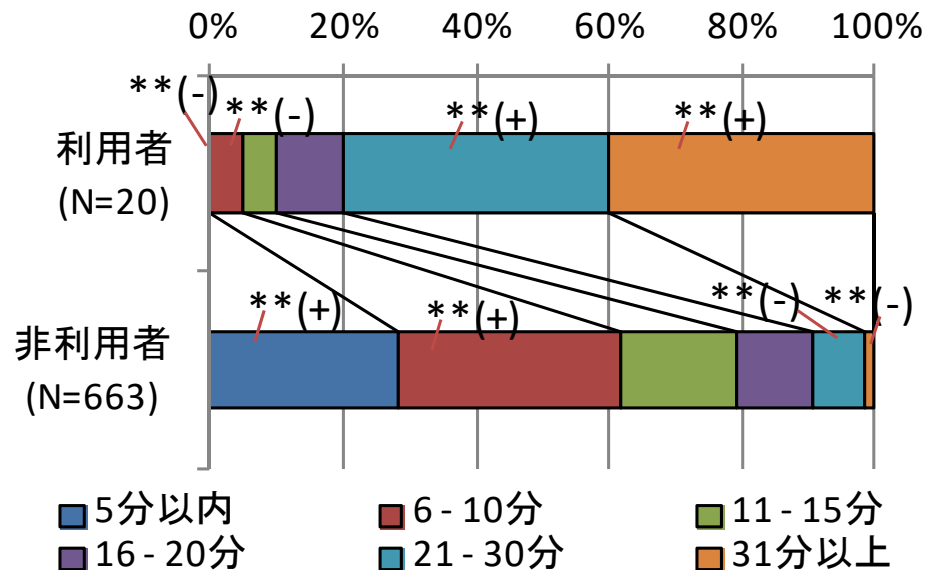 0% 20% 40% 60% 80% 100%
**(-) **(-) **(+) **(+)
利用者
(N=20)
**(+) **(+) **(-) **(-)
非利用者
(N=663)
5分以内 6-10分 11-15分
16-20分 21-30分 31分以上